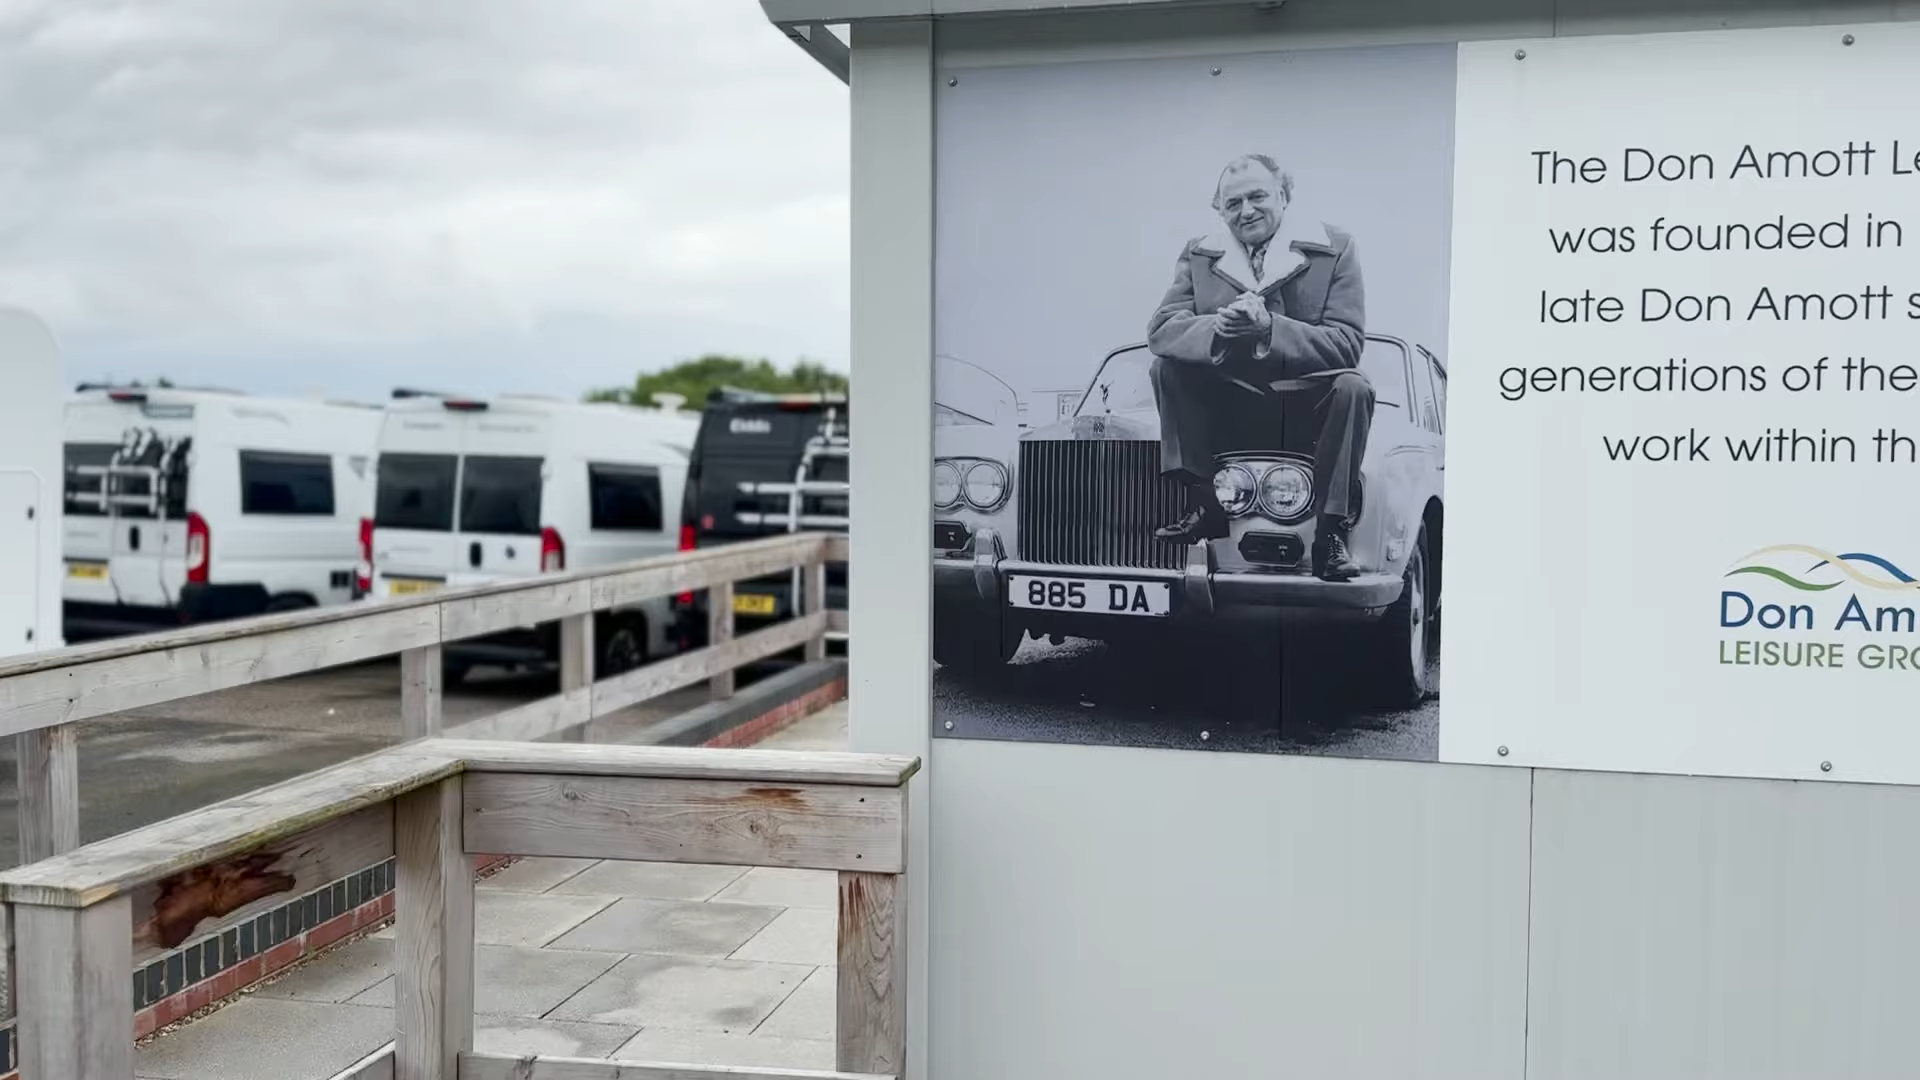 The Don Amott Le
was founded in
late Don Amott s
generations of the
work within th
885 DA
Don Am
LEISURE GRO